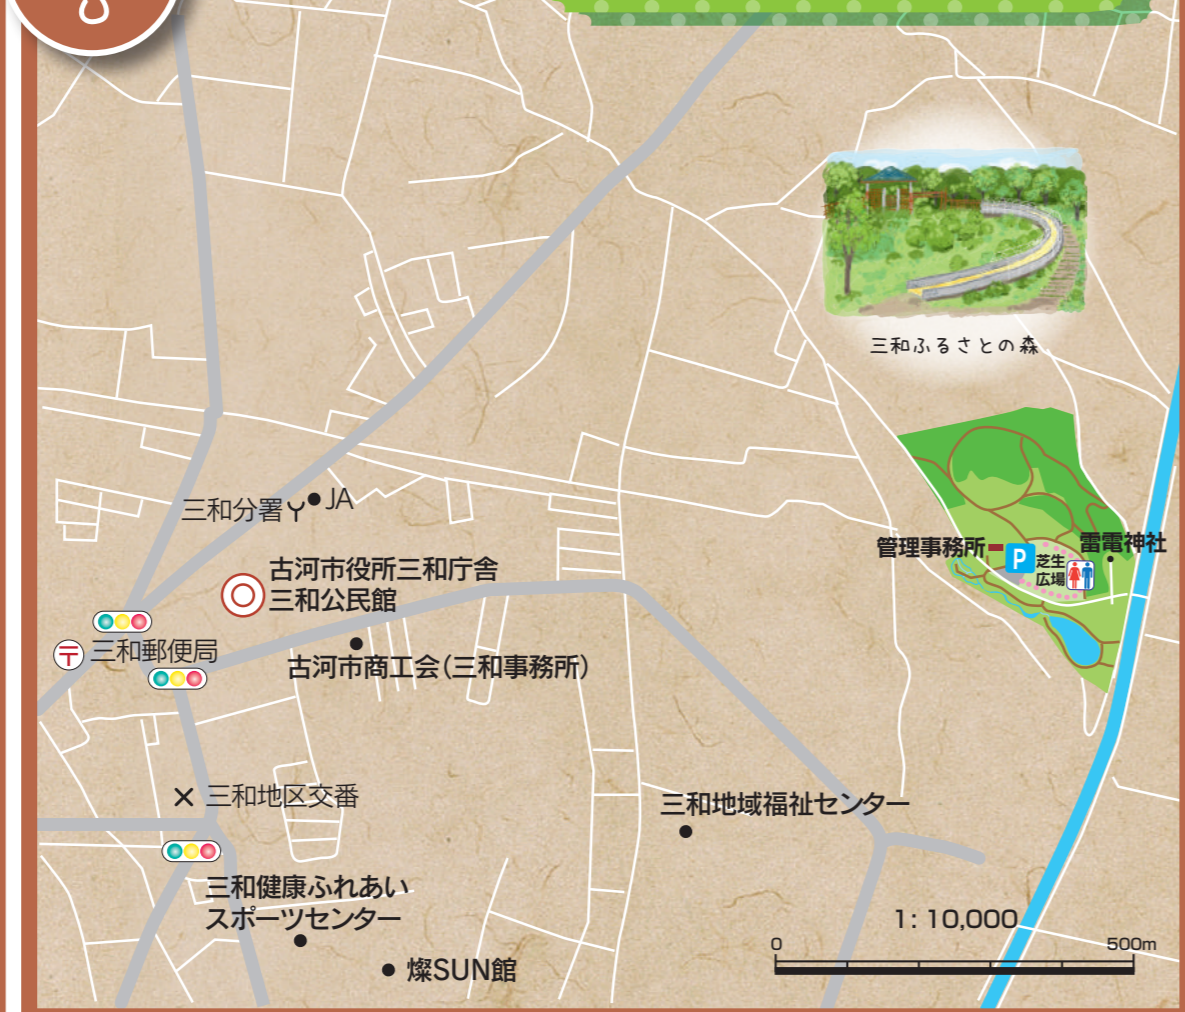 三和ふるさとの森
三和分署
JA
管理事務所
P
芝生
広場
雷電神社
古河市役所三和庁舎
三和公民館
三和郵便局
古河市商工会(三和事務所)
三和地区交番
三和地域福祉センター
三和健康ふれあい
スポーツセンター
燦SUN館
1:10,000
0
500m